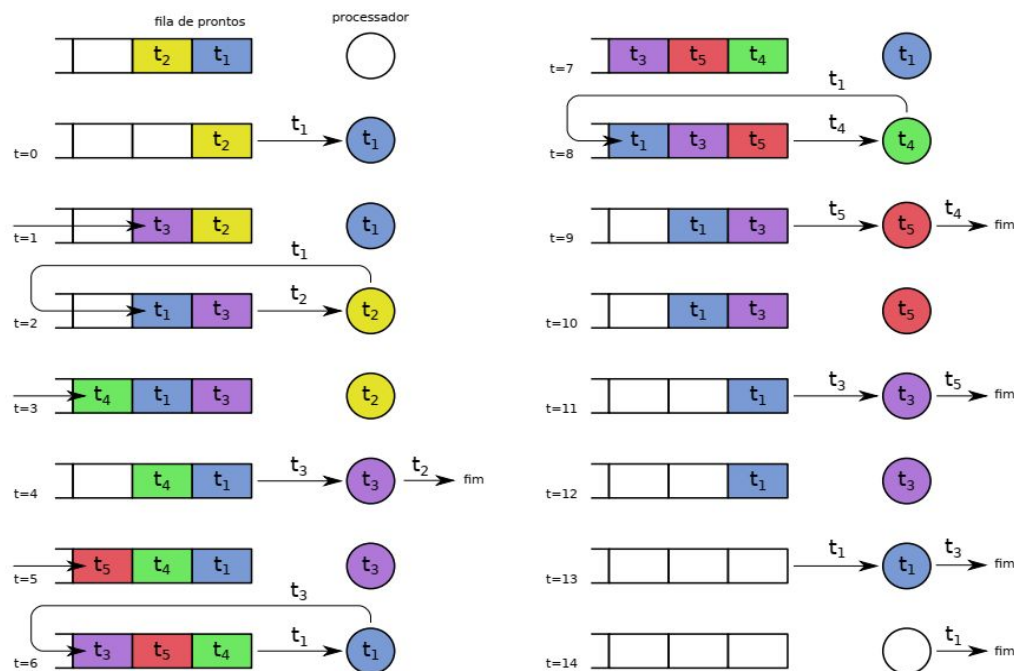 fila de prontos processador
t2 t1
t1
t=0 t2 t1
t=1 t3 t2 t1
t1
t2
t=2 t1 t3 t2
t=3 t4 t1 t3 t2
t3 t2
t=4 t4 t1 t3 fim
t=5 t5 t4 t1 t3
t3
t1
t=6 t3 t5 t4 t1
t=7 t3 t5 t4 t1
t1
t4
t=8 t1 t3 t5 t4
t5 t4
t=9 t1 t3 t5 fim
t=10 t1 t3 t5
t3 t5
t=11 t1 t3 fim
t=12 t1 t3
t1 t3
t=13 t1 fim
t1
t=14 fim